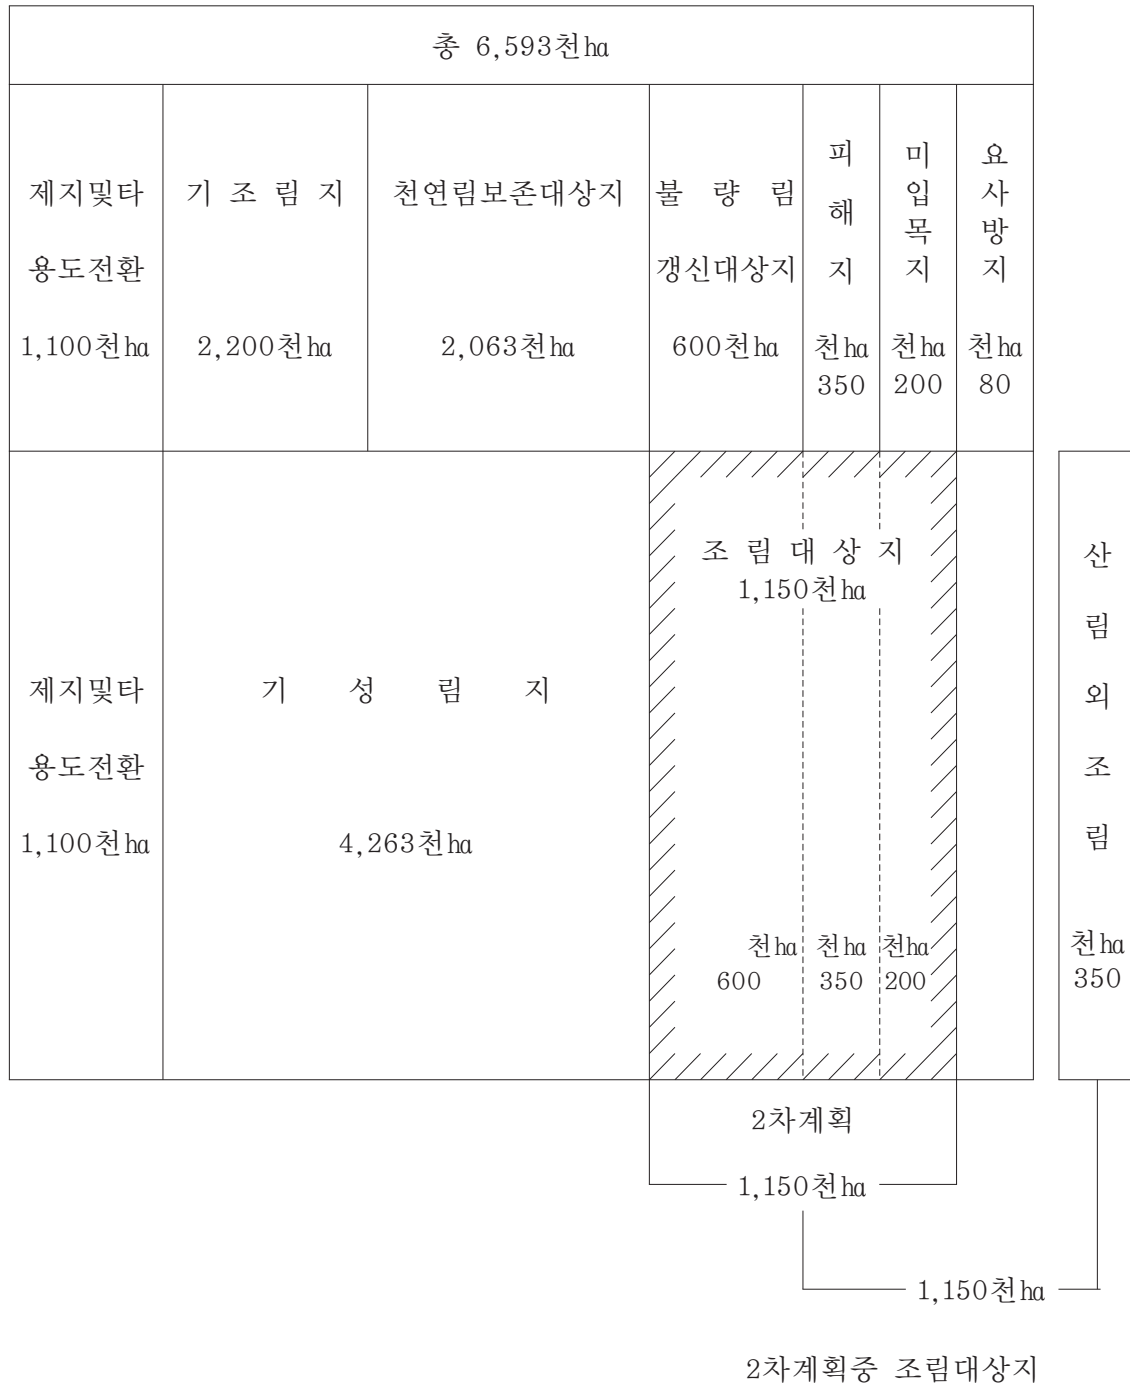 총 6,593천㏊
제지및타
용도전환
1,100천㏊
기 조 림 지
2,200천㏊
천연림보존대상지
2,063천㏊
불 량 림
갱신대상지
600천㏊
피
해
지
천㏊
350
미
입
목
지
천㏊
200
요
사
방
지
천㏊
80
제지및타
용도전환
1,100천㏊
기 성 림 지
4,263천㏊
조 림 대 상 지
1,150천㏊
천㏊
600
천㏊
350
천㏊
200
산
림
외
조
림
천㏊
350
2차계획
1,150천㏊
1,150천㏊
2차계획중 조림대상지